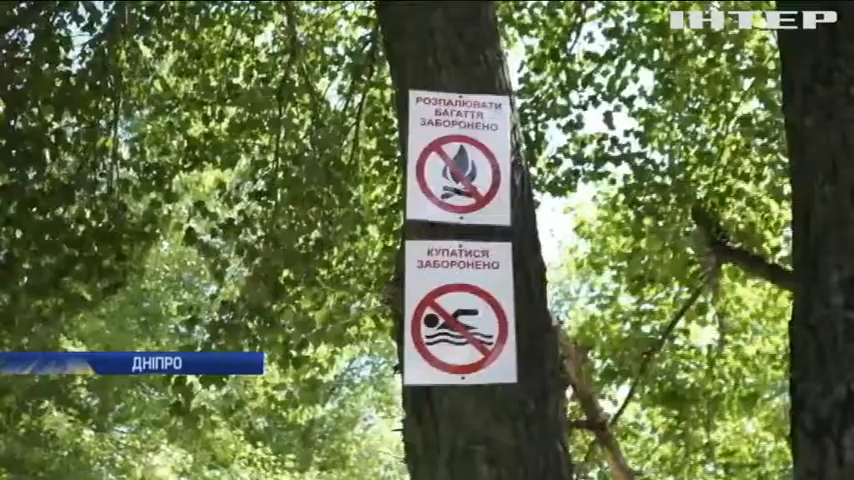 ІНТЕР
РОЗПАЛЮВАТИ
БАГАТТЯ
ЗАБОРОНЕНО
КУПАТИСЯ
ЗАБОРОНЕНО
ДНІПРО